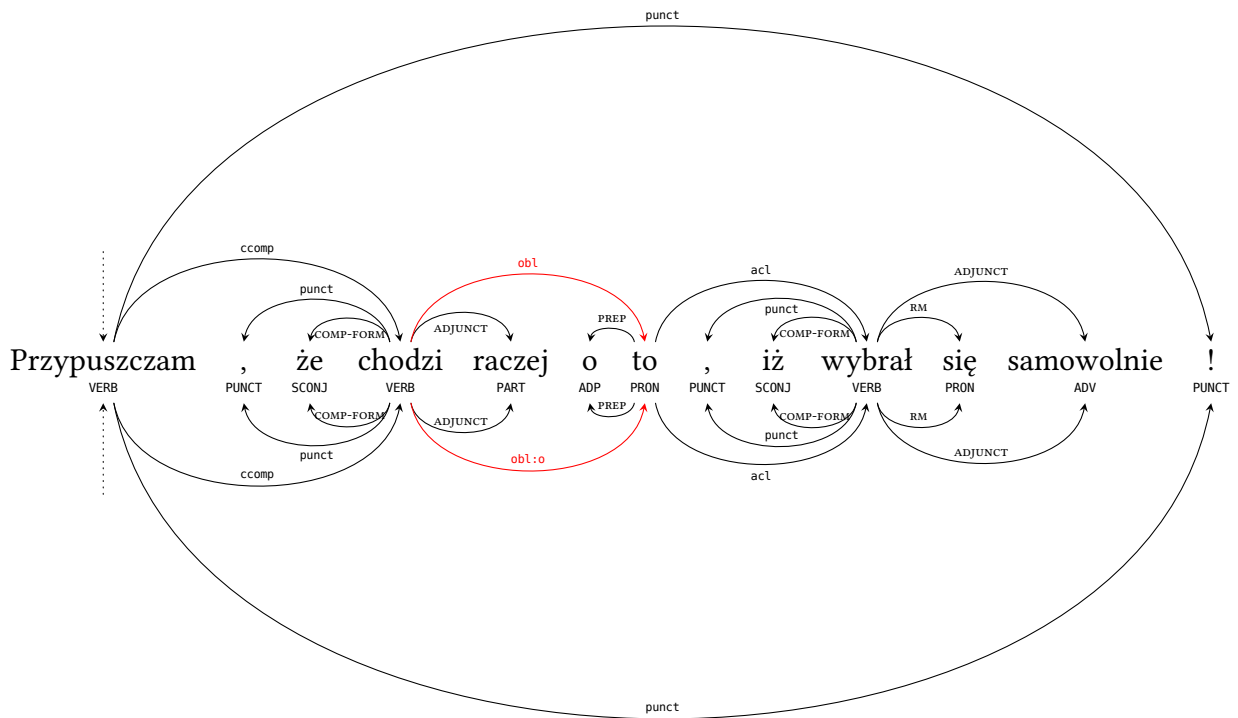 punct
ccomp obl acl ADJUNCT
punct punct RM
COMP-FORM ADJUNCT PREP COMP-FORM
Przypuszczam , że chodzi raczej o to , iż wybrał się samowolnie !
VERB PUNCT SCONJ VERB PART ADP PRON PUNCT SCONJ VERB PRON ADV PUNCT
COMP-FORM ADJUNCT PREP COMP-FORM RM
punct punct
ccomp obl:o acl ADJUNCT
punct